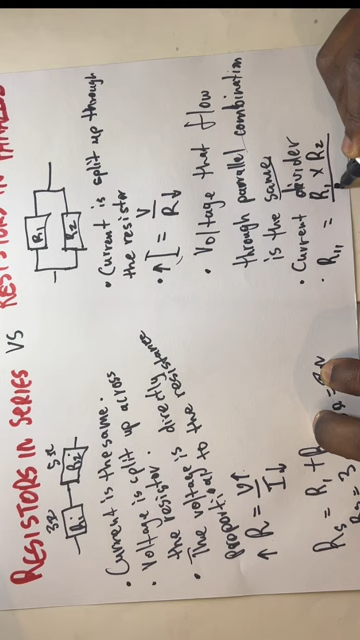 RESISTORS IN SERIES VS RESISTORS IN PARALLEL
3Ω 5Ω
R₁ R₂
• Current is the same.
• Voltage is split up across
the resistor.
• The voltage is directly
proportional to the resistance
↑ R = V↑ / I↓
Rs = R₁ + R
R₁
R₂
• Current is split up through
the resistor
• ↑ I = V / R↓
• Voltage that flow
through parallel combination
is the same
• Current divider
• R₁₁ = R₁ x R₂